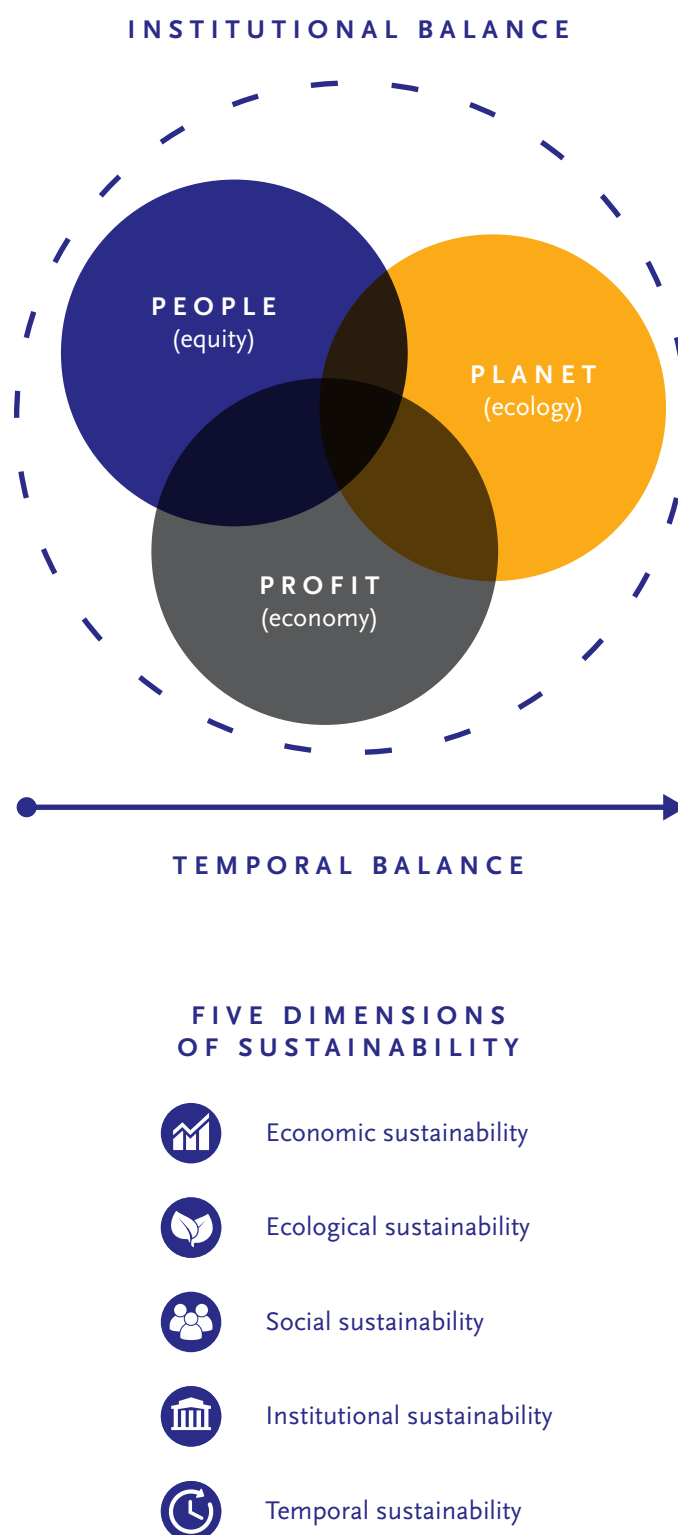 INSTITUTIONAL BALANCE
PEOPLE
(equity)
PLANET
(ecology)
PROFIT
(economy)
TEMPORAL BALANCE
FIVE DIMENSIONS
OF SUSTAINABILITY
Economic sustainability
Ecological sustainability
Social sustainability
Institutional sustainability
Temporal sustainability